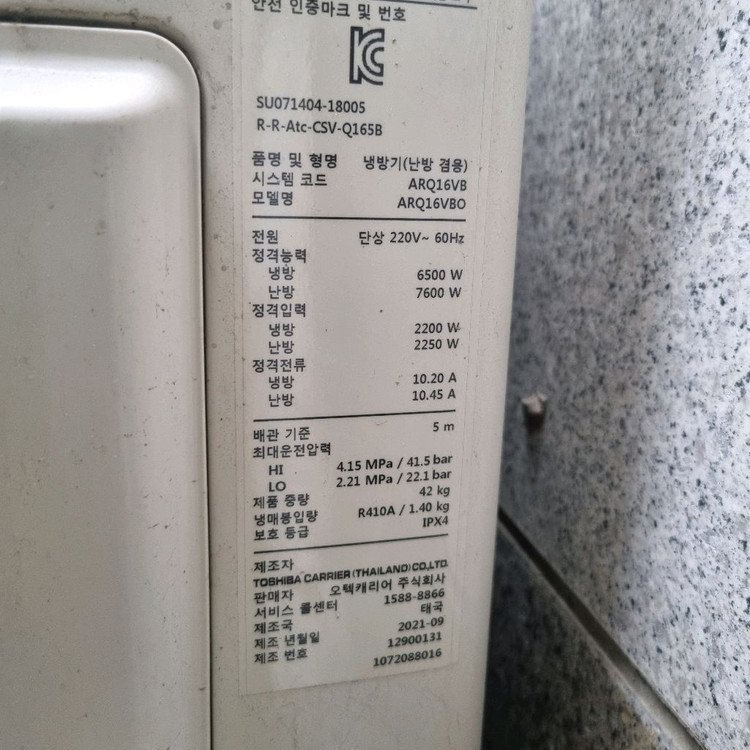 안전 인증마크 및 번호
KC
SU071404-18005
R-R-Atc-CSV-Q165B
품명 및 형명 냉방기(난방 겸용)
시스템 코드 ARQ16VB
모델명 ARQ16VBO
전원 단상 220V~ 60Hz
정격능력
냉방 6500 W
난방 7600 W
정격입력
냉방 2200 W
난방 2250 W
정격전류
냉방 10.20 A
난방 10.45 A
배관 기준 5 m
최대운전압력
HI 4.15 MPa / 41.5 bar
LO 2.21 MPa / 22.1 bar
제품 중량 42 kg
냉매봉입량 R410A / 1.40 kg
보호 등급 IPX4
제조자
TOSHIBA CARRIER (THAILAND) CO.,LTD.
판매자 오텍캐리어 주식회사
서비스 콜센터 1588-8866
제조국 태국
제조 년월일 2021-09
제조 번호 12900131
1072088016